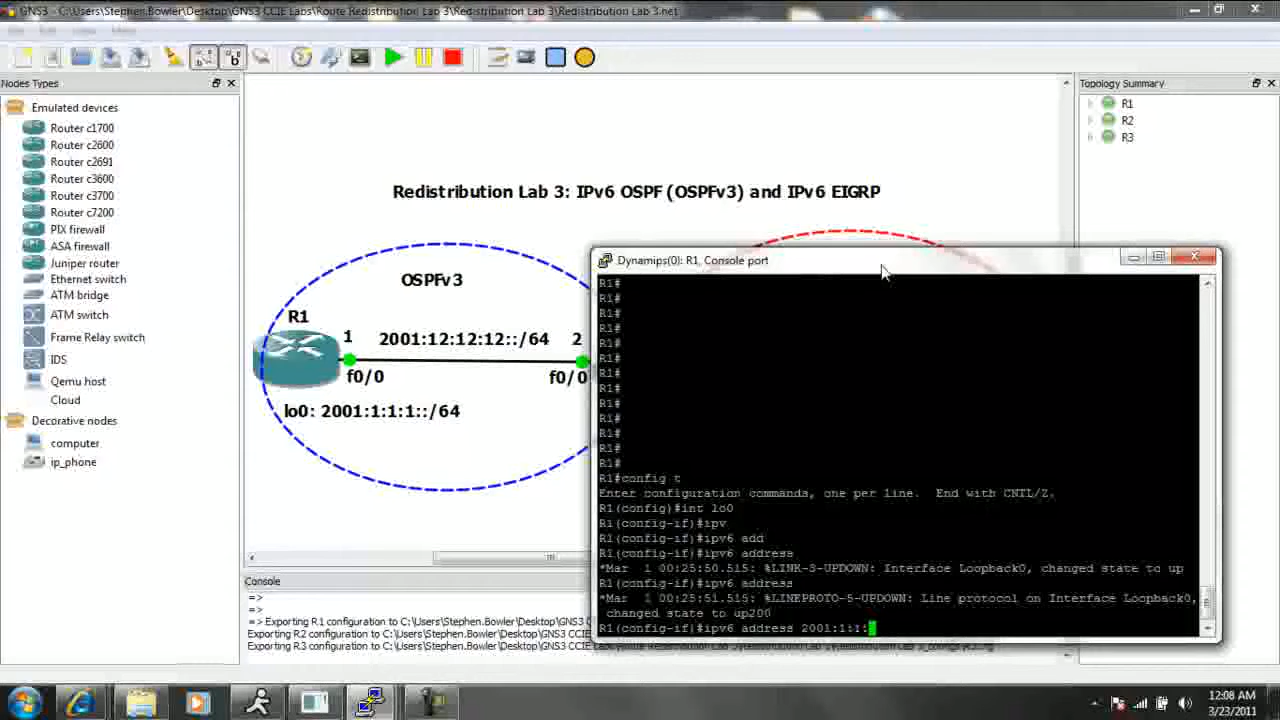 GNS3 - C:\Users\Stephen.Bowler\Desktop\GNS3 CCIE Labs\Route Redistribution Lab 3\Redistribution Lab 3\Redistribution Lab 3.net
Nodes Types
Emulated devices
Router c1700
Router c2600
Router c2691
Router c3600
Router c3700
Router c7200
PIX firewall
ASA firewall
Juniper router
Ethernet switch
ATM bridge
ATM switch
Frame Relay switch
IDS
Qemu host
Cloud
Decorative nodes
computer
ip_phone
Redistribution Lab 3: IPv6 OSPF (OSPFv3) and IPv6 EIGRP
OSPFv3
R1
1
2001:12:12:12::/64
2
f0/0
f0/0
lo0: 2001:1:1:1::/64
Topology Summary
R1
R2
R3
Dynamips(0): R1, Console port
R1#
R1#
R1#
R1#
R1#
R1#
R1#
R1#
R1#
R1#
R1#
R1#
R1#
R1#config t
Enter configuration commands, one per line.  End with CNTL/Z.
R1(config)#int lo0
R1(config-if)#ipv
R1(config-if)#ipv6 add
R1(config-if)#ipv6 address
*Mar  1 00:25:50.515: %LINK-3-UPDOWN: Interface Loopback0, changed state to up
R1(config-if)#ipv6 address
*Mar  1 00:25:51.515: %LINEPROTO-5-UPDOWN: Line protocol on Interface Loopback0,
changed state to up200
R1(config-if)#ipv6 address 2001:1:1:
Console
=>
=>
=> Exporting R1 configuration to C:\Users\Stephen.Bowler\Desktop\GNS3 CCIE
Exporting R2 configuration to C:\Users\Stephen.Bowler\Desktop\GNS3 CCIE
Exporting R3 configuration to C:\Users\Stephen.Bowler\Desktop\GNS3 CCIE
12:08 AM
3/23/2011